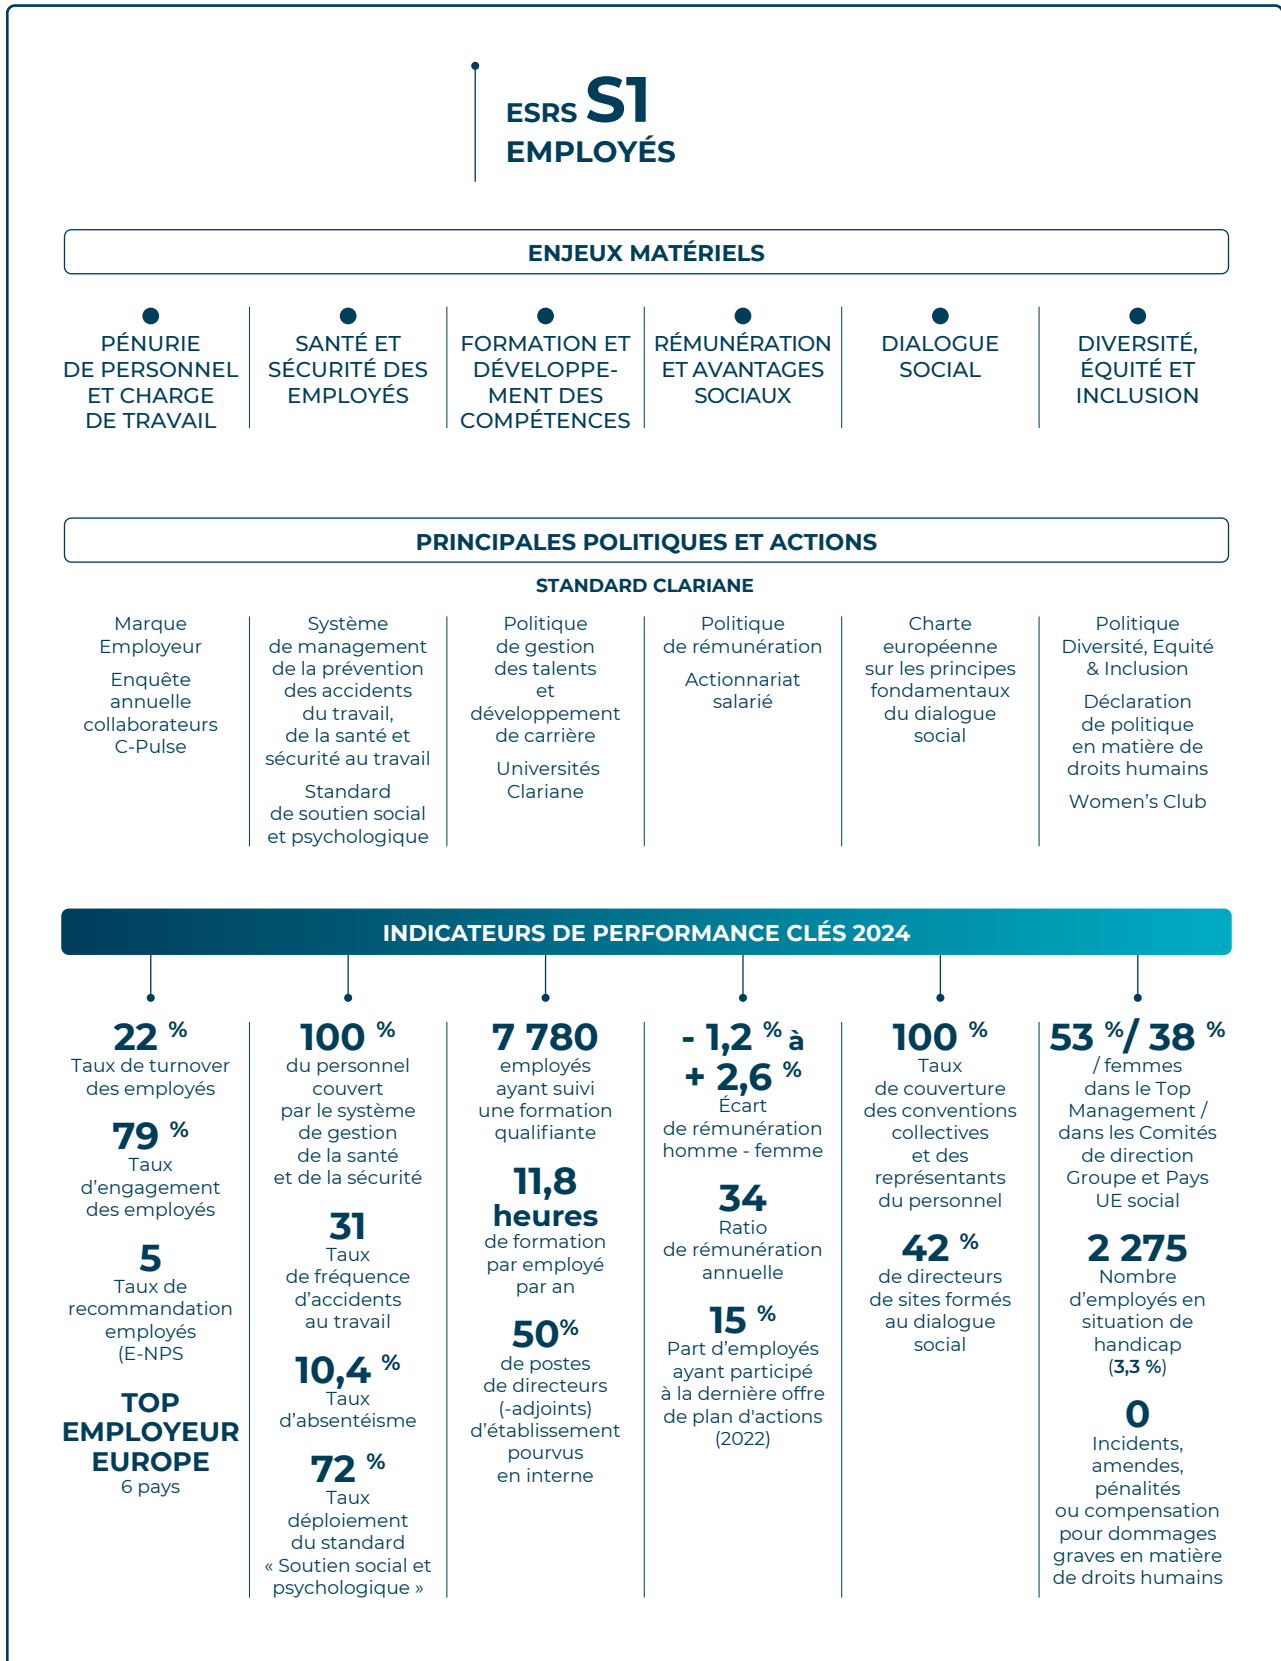 ESRS S1
EMPLOYÉS
ENJEUX MATÉRIELS
PÉNURIE
DE PERSONNEL
ET CHARGE
DE TRAVAIL
SANTÉ ET
SÉCURITÉ DES
EMPLOYÉS
FORMATION ET
DÉVELOPPE-
MENT DES
COMPÉTENCES
RÉMUNÉRATION
ET AVANTAGES
SOCIAUX
DIALOGUE
SOCIAL
DIVERSITÉ,
ÉQUITÉ ET
INCLUSION
PRINCIPALES POLITIQUES ET ACTIONS
STANDARD CLARIANE
Marque
Employeur
Enquête
annuelle
collaborateurs
C-Pulse
Système
de management
de la prévention
des accidents
du travail,
de la santé et
sécurité au travail
Standard
de soutien social
et psychologique
Politique
de gestion
des talents
et
développement
de carrière
Universités
Clariane
Politique
de rémunération
Actionnariat
salarié
Charte
européenne
sur les principes
fondamentaux
du dialogue
social
Politique
Diversité, Equité
& Inclusion
Déclaration
de politique
en matière de
droits humains
Women's Club
INDICATEURS DE PERFORMANCE CLÉS 2024
22 %
Taux de turnover
des employés
79 %
Taux
d'engagement
des employés
5
Taux de
recommandation
employés
(E-NPS
TOP
EMPLOYEUR
EUROPE
6 pays
100 %
du personnel
couvert
par le système
de gestion
de la santé
et de la sécurité
31
Taux
de fréquence
d'accidents
au travail
10,4 %
Taux
d'absentéisme
72 %
Taux
déploiement
du standard
« Soutien social et
psychologique »
7 780
employés
ayant suivi
une formation
qualifiante
11,8
heures
de formation
par employé
par an
50%
de postes
de directeurs
(-adjoints)
d'établissement
pourvus
en interne
- 1,2 % à
+ 2,6 %
Écart
de rémunération
homme - femme
34
Ratio
de rémunération
annuelle
15 %
Part d'employés
ayant participé
à la dernière offre
de plan d'actions
(2022)
100 %
Taux
de couverture
des conventions
collectives
et des
représentants
du personnel
42 %
de directeurs
de sites formés
au dialogue
social
53 %/ 38 %
/ femmes
dans le Top
Management /
dans les Comités
de direction
Groupe et Pays
UE social
2 275
Nombre
d'employés en
situation de
handicap
(3,3 %)
0
Incidents,
amendes,
pénalités
ou compensation
pour dommages
graves en matière
de droits humains